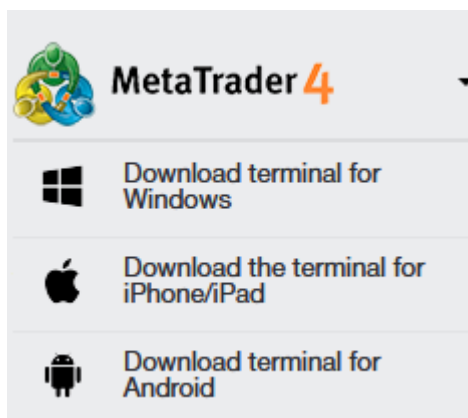 MetaTrader 4
Download terminal for
Windows
Download the terminal for
iPhone/iPad
Download terminal for
Android